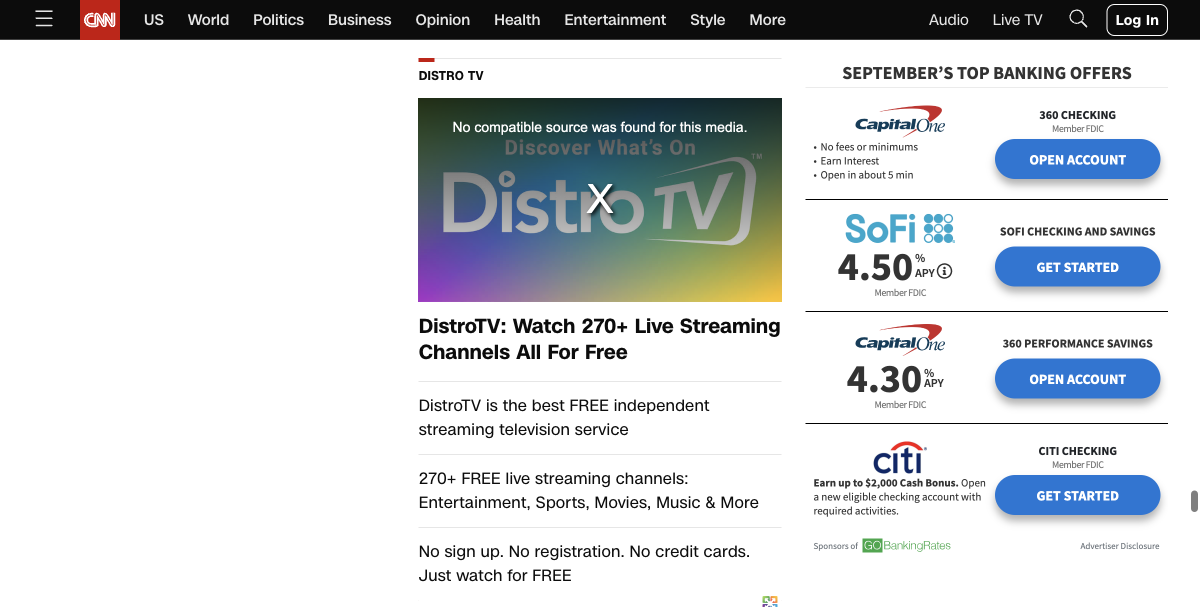 CNN
US World Politics Business Opinion Health Entertainment Style More
Audio Live TV Log In
DISTRO TV
No compatible source was found for this media.
Discover What's On
DistroTV™
X
DistroTV: Watch 270+ Live Streaming
Channels All For Free
DistroTV is the best FREE independent
streaming television service
270+ FREE live streaming channels:
Entertainment, Sports, Movies, Music & More
No sign up. No registration. No credit cards.
Just watch for FREE
SEPTEMBER’S TOP BANKING OFFERS
Capital One
• No fees or minimums
• Earn Interest
• Open in about 5 min
360 CHECKING
Member FDIC
OPEN ACCOUNT
SoFi
4.50 % APY
Member FDIC
SOFI CHECKING AND SAVINGS
GET STARTED
Capital One
4.30 % APY
Member FDIC
360 PERFORMANCE SAVINGS
OPEN ACCOUNT
citi
Earn up to $2,000 Cash Bonus. Open
a new eligible checking account with
required activities.
CITI CHECKING
Member FDIC
GET STARTED
Sponsors of GOBankingRates
Advertiser Disclosure